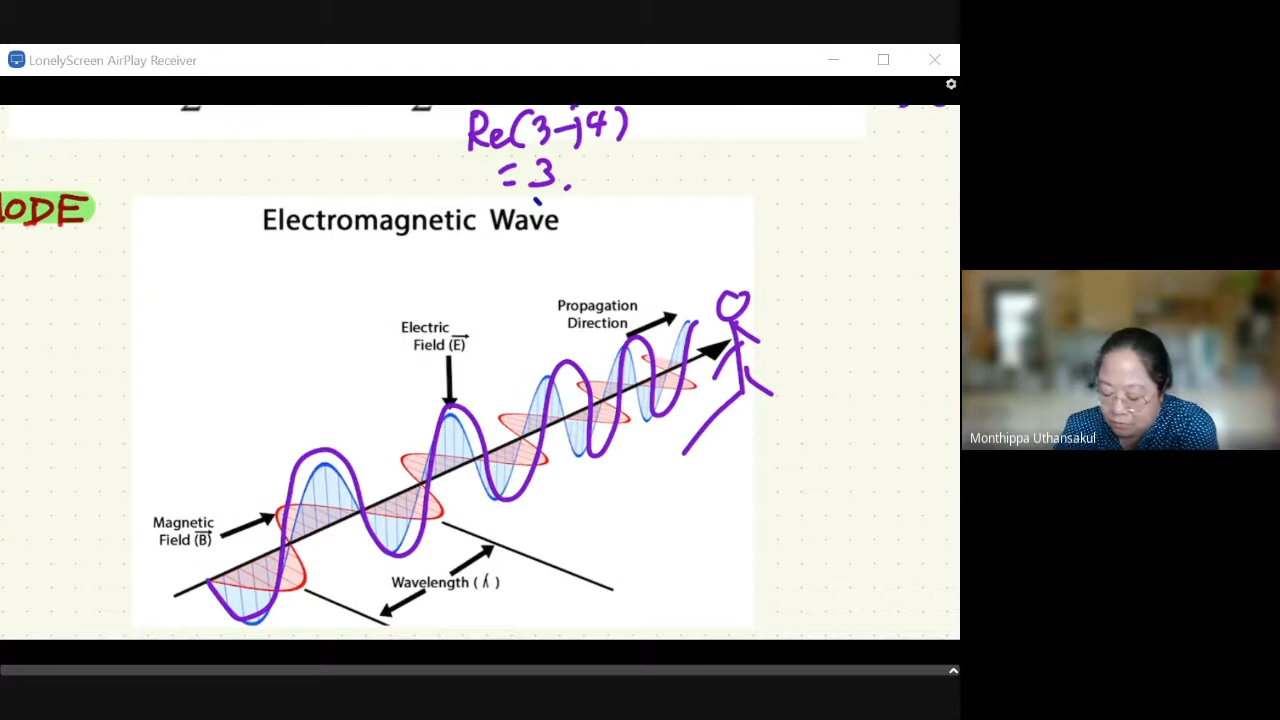 LonelyScreen AirPlay Receiver
Re(3-j4)
= 3.
ODE
Electromagnetic Wave
Propagation
Direction
Electric
Field (E)
Magnetic
Field (B)
Wavelength (λ)
Monthippa Uthansakul